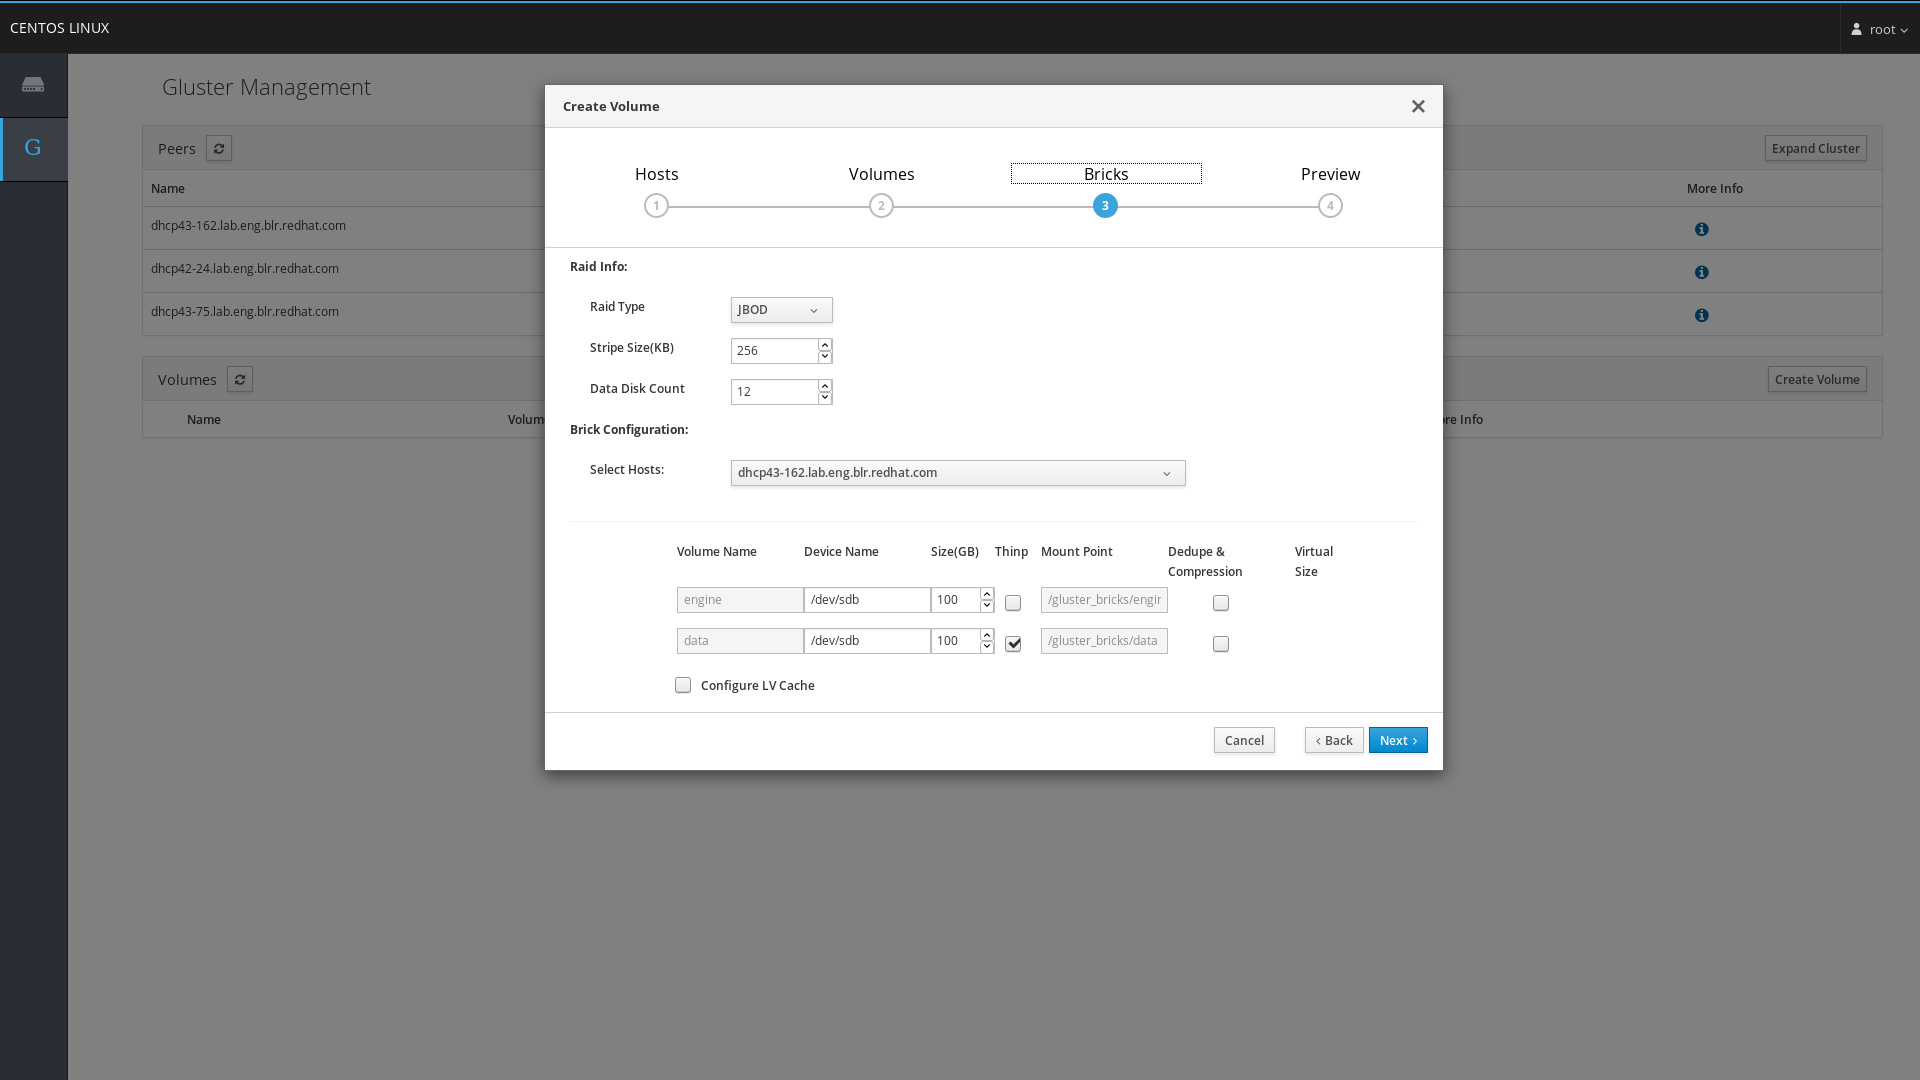 CENTOS LINUX
root
Gluster Management
G
Peers
Expand Cluster
Name
More Info
dhcp43-162.lab.eng.blr.redhat.com
dhcp42-24.lab.eng.blr.redhat.com
dhcp43-75.lab.eng.blr.redhat.com
Volumes
Create Volume
Name
Volum
re Info
Create Volume
Hosts
Volumes
Bricks
Preview
1
2
3
4
Raid Info:
Raid Type
JBOD
Stripe Size(KB)
256
Data Disk Count
12
Brick Configuration:
Select Hosts:
dhcp43-162.lab.eng.blr.redhat.com
Volume Name
Device Name
Size(GB)
Thinp
Mount Point
Dedupe &
Compression
Virtual
Size
engine
/dev/sdb
100
/gluster_bricks/engir
data
/dev/sdb
100
/gluster_bricks/data
Configure LV Cache
Cancel
‹ Back
Next ›